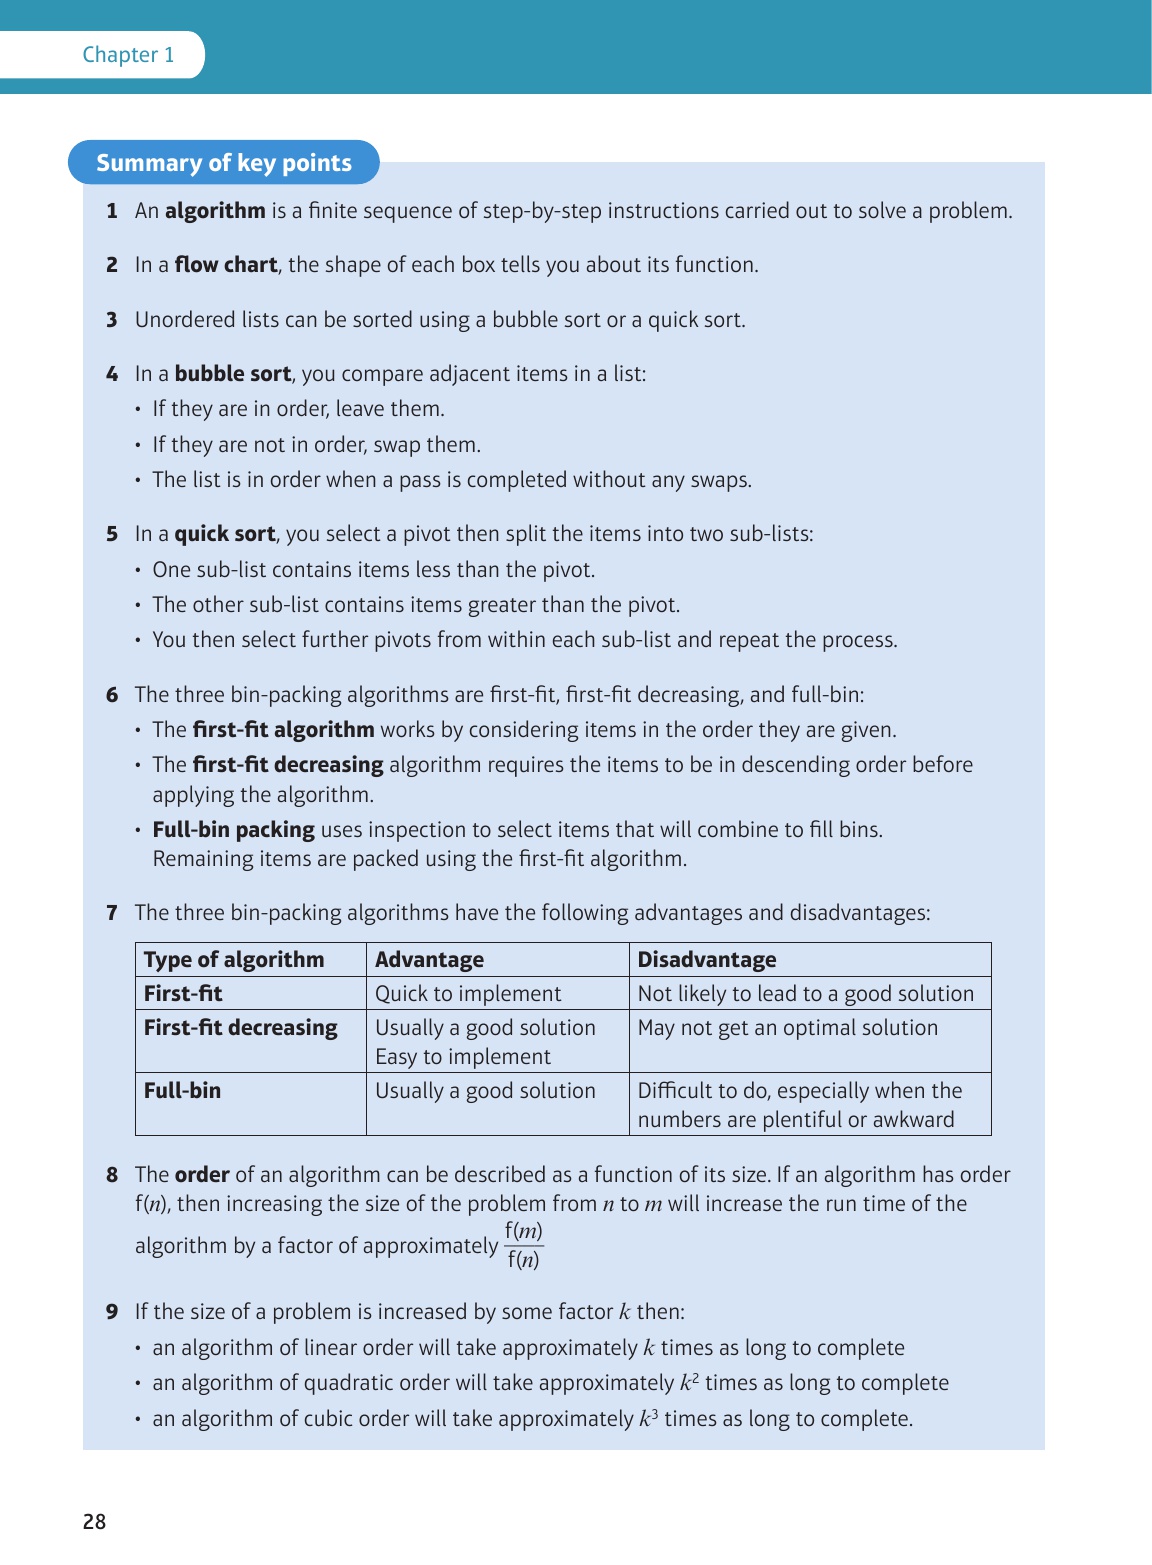 Chapter 1
Summary of key points
1 An algorithm is a finite sequence of step-by-step instructions carried out to solve a problem.
2 In a flow chart, the shape of each box tells you about its function.
3 Unordered lists can be sorted using a bubble sort or a quick sort.
4 In a bubble sort, you compare adjacent items in a list:
• If they are in order, leave them.
• If they are not in order, swap them.
• The list is in order when a pass is completed without any swaps.
5 In a quick sort, you select a pivot then split the items into two sub-lists:
• One sub-list contains items less than the pivot.
• The other sub-list contains items greater than the pivot.
• You then select further pivots from within each sub-list and repeat the process.
6 The three bin-packing algorithms are first-fit, first-fit decreasing, and full-bin:
• The first-fit algorithm works by considering items in the order they are given.
• The first-fit decreasing algorithm requires the items to be in descending order before
applying the algorithm.
• Full-bin packing uses inspection to select items that will combine to fill bins.
Remaining items are packed using the first-fit algorithm.
7 The three bin-packing algorithms have the following advantages and disadvantages:
Type of algorithm Advantage Disadvantage
First-fit Quick to implement Not likely to lead to a good solution
First-fit decreasing Usually a good solution May not get an optimal solution
Easy to implement
Full-bin Usually a good solution Difficult to do, especially when the
numbers are plentiful or awkward
8 The order of an algorithm can be described as a function of its size. If an algorithm has order
f(n), then increasing the size of the problem from n to m will increase the run time of the
algorithm by a factor of approximately f(m)/f(n)
9 If the size of a problem is increased by some factor k then:
• an algorithm of linear order will take approximately k times as long to complete
• an algorithm of quadratic order will take approximately k² times as long to complete
• an algorithm of cubic order will take approximately k³ times as long to complete.
28